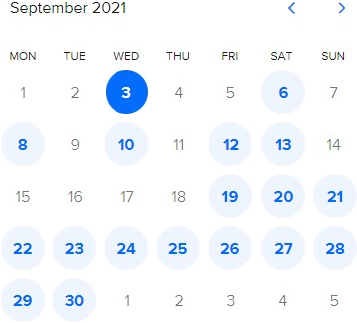 September 2021
MON TUE WED THU FRI SAT SUN
1 2 3 4 5 6 7
8 9 10 11 12 13 14
15 16 17 18 19 20 21
22 23 24 25 26 27 28
29 30 1 2 3 4 5